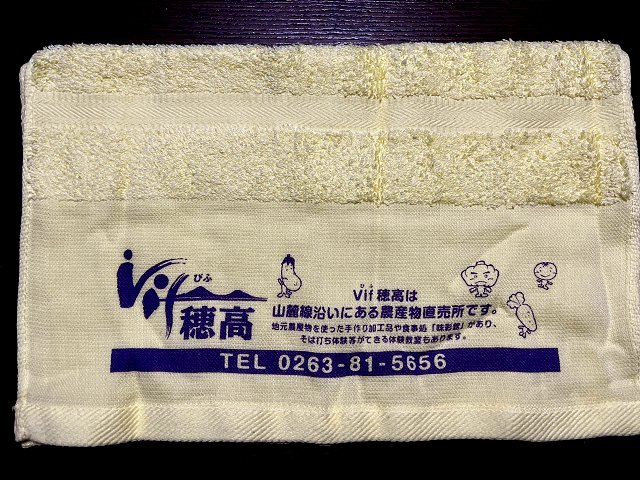 Vif
びふ
穂高
Vif穂高は
山麓線沿いにある農産物直売所です。
地元農産物を使った手作り加工品や食事処「味彩館」があり、
そば打ち体験等ができる体験教室もあります。
TEL 0263-81-5656